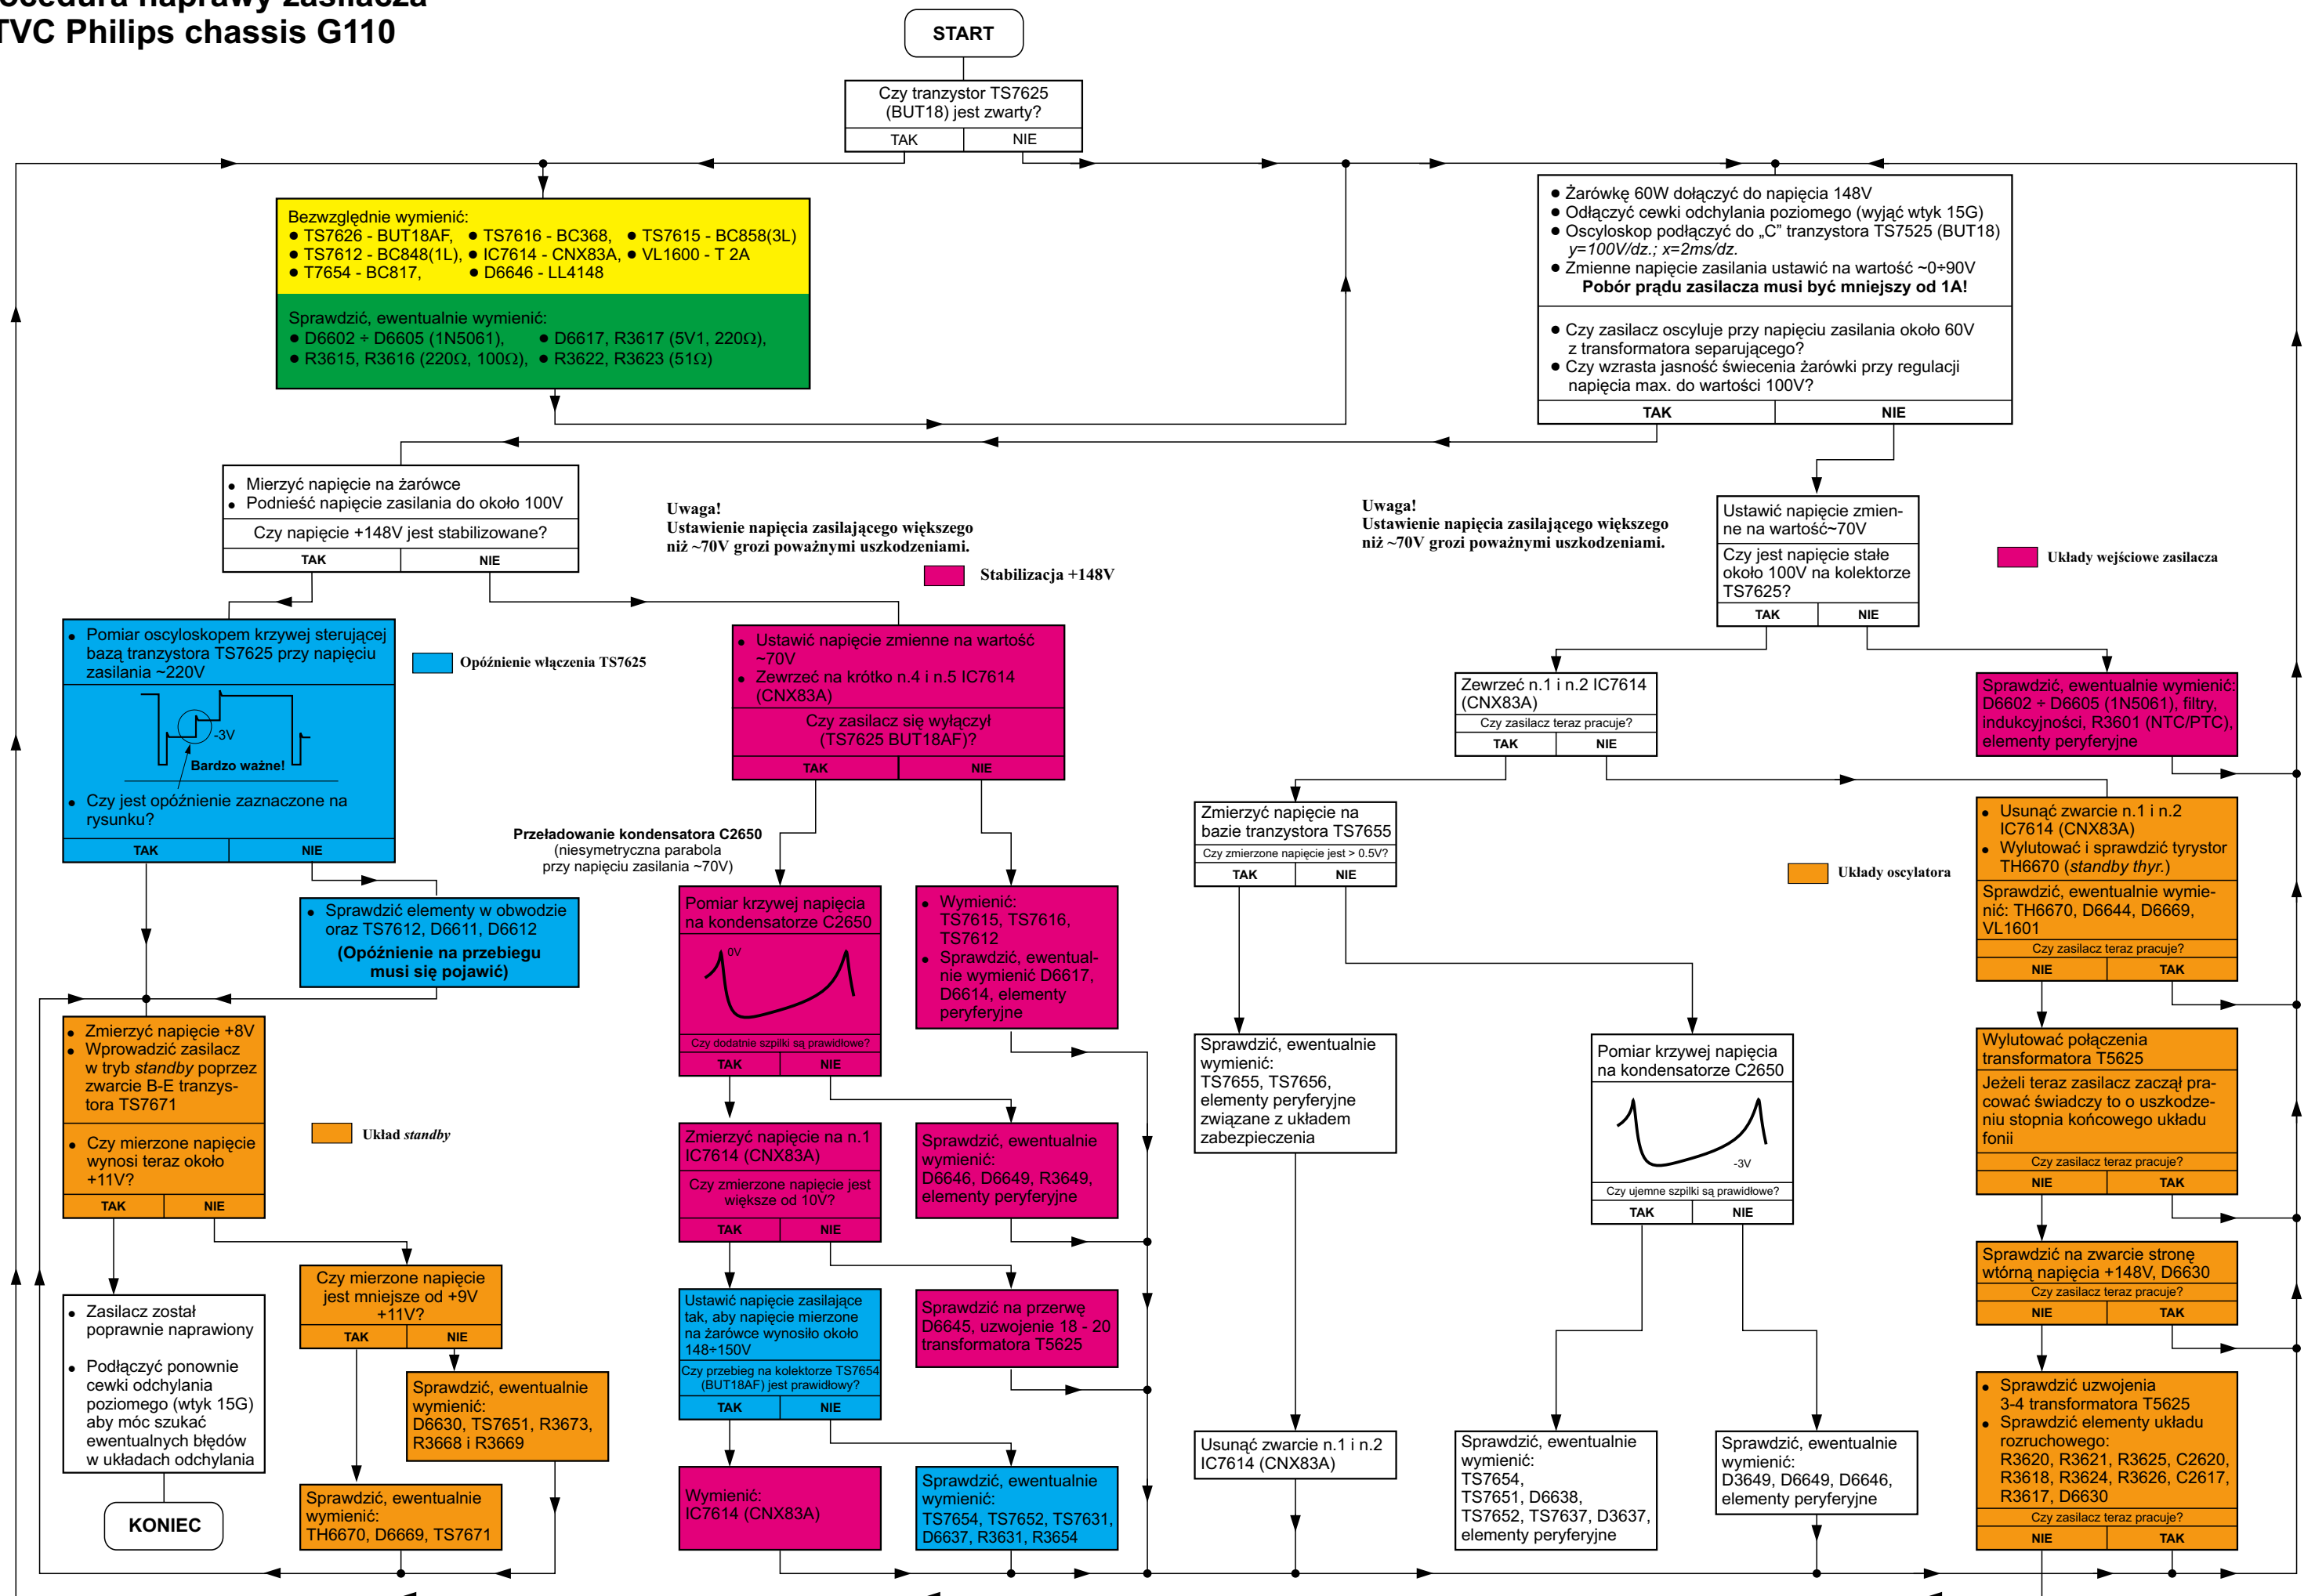 ocedura naprawy zasilacza
TVC Philips chassis G110
START
Czy tranzystor TS7625
(BUT18) jest zwarty?
TAK
NIE
Bezwzględnie wymienić:
● TS7626 - BUT18AF, ● TS7616 - BC368, ● TS7615 - BC858(3L)
● TS7612 - BC848(1L), ● IC7614 - CNX83A, ● VL1600 - T 2A
● T7654 - BC817, ● D6646 - LL4148
Sprawdzić, ewentualnie wymienić:
● D6602 ÷ D6605 (1N5061), ● D6617, R3617 (5V1, 220Ω),
● R3615, R3616 (220Ω, 100Ω), ● R3622, R3623 (51Ω)
● Żarówkę 60W dołączyć do napięcia 148V
● Odłączyć cewki odchylania poziomego (wyjąć wtyk 15G)
● Oscyloskop podłączyć do „C” tranzystora TS7525 (BUT18)
y=100V/dz.; x=2ms/dz.
● Zmienne napięcie zasilania ustawić na wartość ~0÷90V
Pobór prądu zasilacza musi być mniejszy od 1A!
● Czy zasilacz oscyluje przy napięciu zasilania około 60V
z transformatora separującego?
● Czy wzrasta jasność świecenia żarówki przy regulacji
napięcia max. do wartości 100V?
TAK
NIE
● Mierzyć napięcie na żarówce
● Podnieść napięcie zasilania do około 100V
Czy napięcie +148V jest stabilizowane?
TAK
NIE
Uwaga!
Ustawienie napięcia zasilającego większego
niż ~70V grozi poważnymi uszkodzeniami.
Stabilizacja +148V
Uwaga!
Ustawienie napięcia zasilającego większego
niż ~70V grozi poważnymi uszkodzeniami.
Ustawić napięcie zmien-
ne na wartość~70V
Czy jest napięcie stałe
około 100V na kolektorze
TS7625?
TAK
NIE
Układy wejściowe zasilacza
● Pomiar oscyloskopem krzywej sterującej
bazą tranzystora TS7625 przy napięciu
zasilania ~220V
-3V
Bardzo ważne!
● Czy jest opóźnienie zaznaczone na
rysunku?
TAK
NIE
Opóźnienie włączenia TS7625
● Ustawić napięcie zmienne na wartość
~70V
● Zewrzeć na krótko n.4 i n.5 IC7614
(CNX83A)
Czy zasilacz się wyłączył
(TS7625 BUT18AF)?
TAK
NIE
Zewrzeć n.1 i n.2 IC7614
(CNX83A)
Czy zasilacz teraz pracuje?
TAK
NIE
Sprawdzić, ewentualnie wymienić:
D6602 ÷ D6605 (1N5061), filtry,
indukcyjności, R3601 (NTC/PTC),
elementy peryferyjne
Przeładowanie kondensatora C2650
(niesymetryczna parabola
przy napięciu zasilania ~70V)
Zmierzyć napięcie na
bazie tranzystora TS7655
Czy zmierzone napięcie jest > 0.5V?
TAK
NIE
● Usunąć zwarcie n.1 i n.2
IC7614 (CNX83A)
● Wylutować i sprawdzić tyrystor
TH6670 (standby thyr.)
Sprawdzić, ewentualnie wymie-
nić: TH6670, D6644, D6669,
VL1601
Czy zasilacz teraz pracuje?
NIE
TAK
Układy oscylatora
● Sprawdzić elementy w obwodzie
oraz TS7612, D6611, D6612
(Opóźnienie na przebiegu
musi się pojawić)
Pomiar krzywej napięcia
na kondensatorze C2650
0V
Czy dodatnie szpilki są prawidłowe?
TAK
NIE
● Wymienić:
TS7615, TS7616,
TS7612
● Sprawdzić, ewentual-
nie wymienić D6617,
D6614, elementy
peryferyjne
● Zmierzyć napięcie +8V
● Wprowadzić zasilacz
w tryb standby poprzez
zwarcie B-E tranzys-
tora TS7671
● Czy mierzone napięcie
wynosi teraz około
+11V?
TAK
NIE
Układ standby
Sprawdzić, ewentualnie
wymienić:
TS7655, TS7656,
elementy peryferyjne
związane z układem
zabezpieczenia
Pomiar krzywej napięcia
na kondensatorze C2650
-3V
Czy ujemne szpilki są prawidłowe?
TAK
NIE
Wylutować połączenia
transformatora T5625
Jeżeli teraz zasilacz zaczął pra-
cować świadczy to o uszkodze-
niu stopnia końcowego układu
fonii
Czy zasilacz teraz pracuje?
NIE
TAK
Zmierzyć napięcie na n.1
IC7614 (CNX83A)
Czy zmierzone napięcie jest
większe od 10V?
TAK
NIE
Sprawdzić, ewentualnie
wymienić:
D6646, D6649, R3649,
elementy peryferyjne
Sprawdzić na zwarcie stronę
wtórną napięcia +148V, D6630
Czy zasilacz teraz pracuje?
NIE
TAK
Czy mierzone napięcie
jest mniejsze od +9V
+11V?
TAK
NIE
● Zasilacz został
poprawnie naprawiony
● Podłączyć ponownie
cewki odchylania
poziomego (wtyk 15G)
aby móc szukać
ewentualnych błędów
w układach odchylania
Ustawić napięcie zasilające
tak, aby napięcie mierzone
na żarówce wynosiło około
148÷150V
Czy przebieg na kolektorze TS7654
(BUT18AF) jest prawidłowy?
TAK
NIE
Sprawdzić na przerwę
D6645, uzwojenie 18 - 20
transformatora T5625
Sprawdzić, ewentualnie
wymienić:
D6630, TS7651, R3673,
R3668 i R3669
● Sprawdzić uzwojenia
3-4 transformatora T5625
● Sprawdzić elementy układu
rozruchowego:
R3620, R3621, R3625, C2620,
R3618, R3624, R3626, C2617,
R3617, D6630
Czy zasilacz teraz pracuje?
NIE
TAK
Usunąć zwarcie n.1 i n.2
IC7614 (CNX83A)
Sprawdzić, ewentualnie
wymienić:
TS7654,
TS7651, D6638,
TS7652, TS7637, D3637,
elementy peryferyjne
Sprawdzić, ewentualnie
wymienić:
D3649, D6649, D6646,
elementy peryferyjne
KONIEC
Sprawdzić, ewentualnie
wymienić:
TH6670, D6669, TS7671
Wymienić:
IC7614 (CNX83A)
Sprawdzić, ewentualnie
wymienić:
TS7654, TS7652, TS7631,
D6637, R3631, R3654